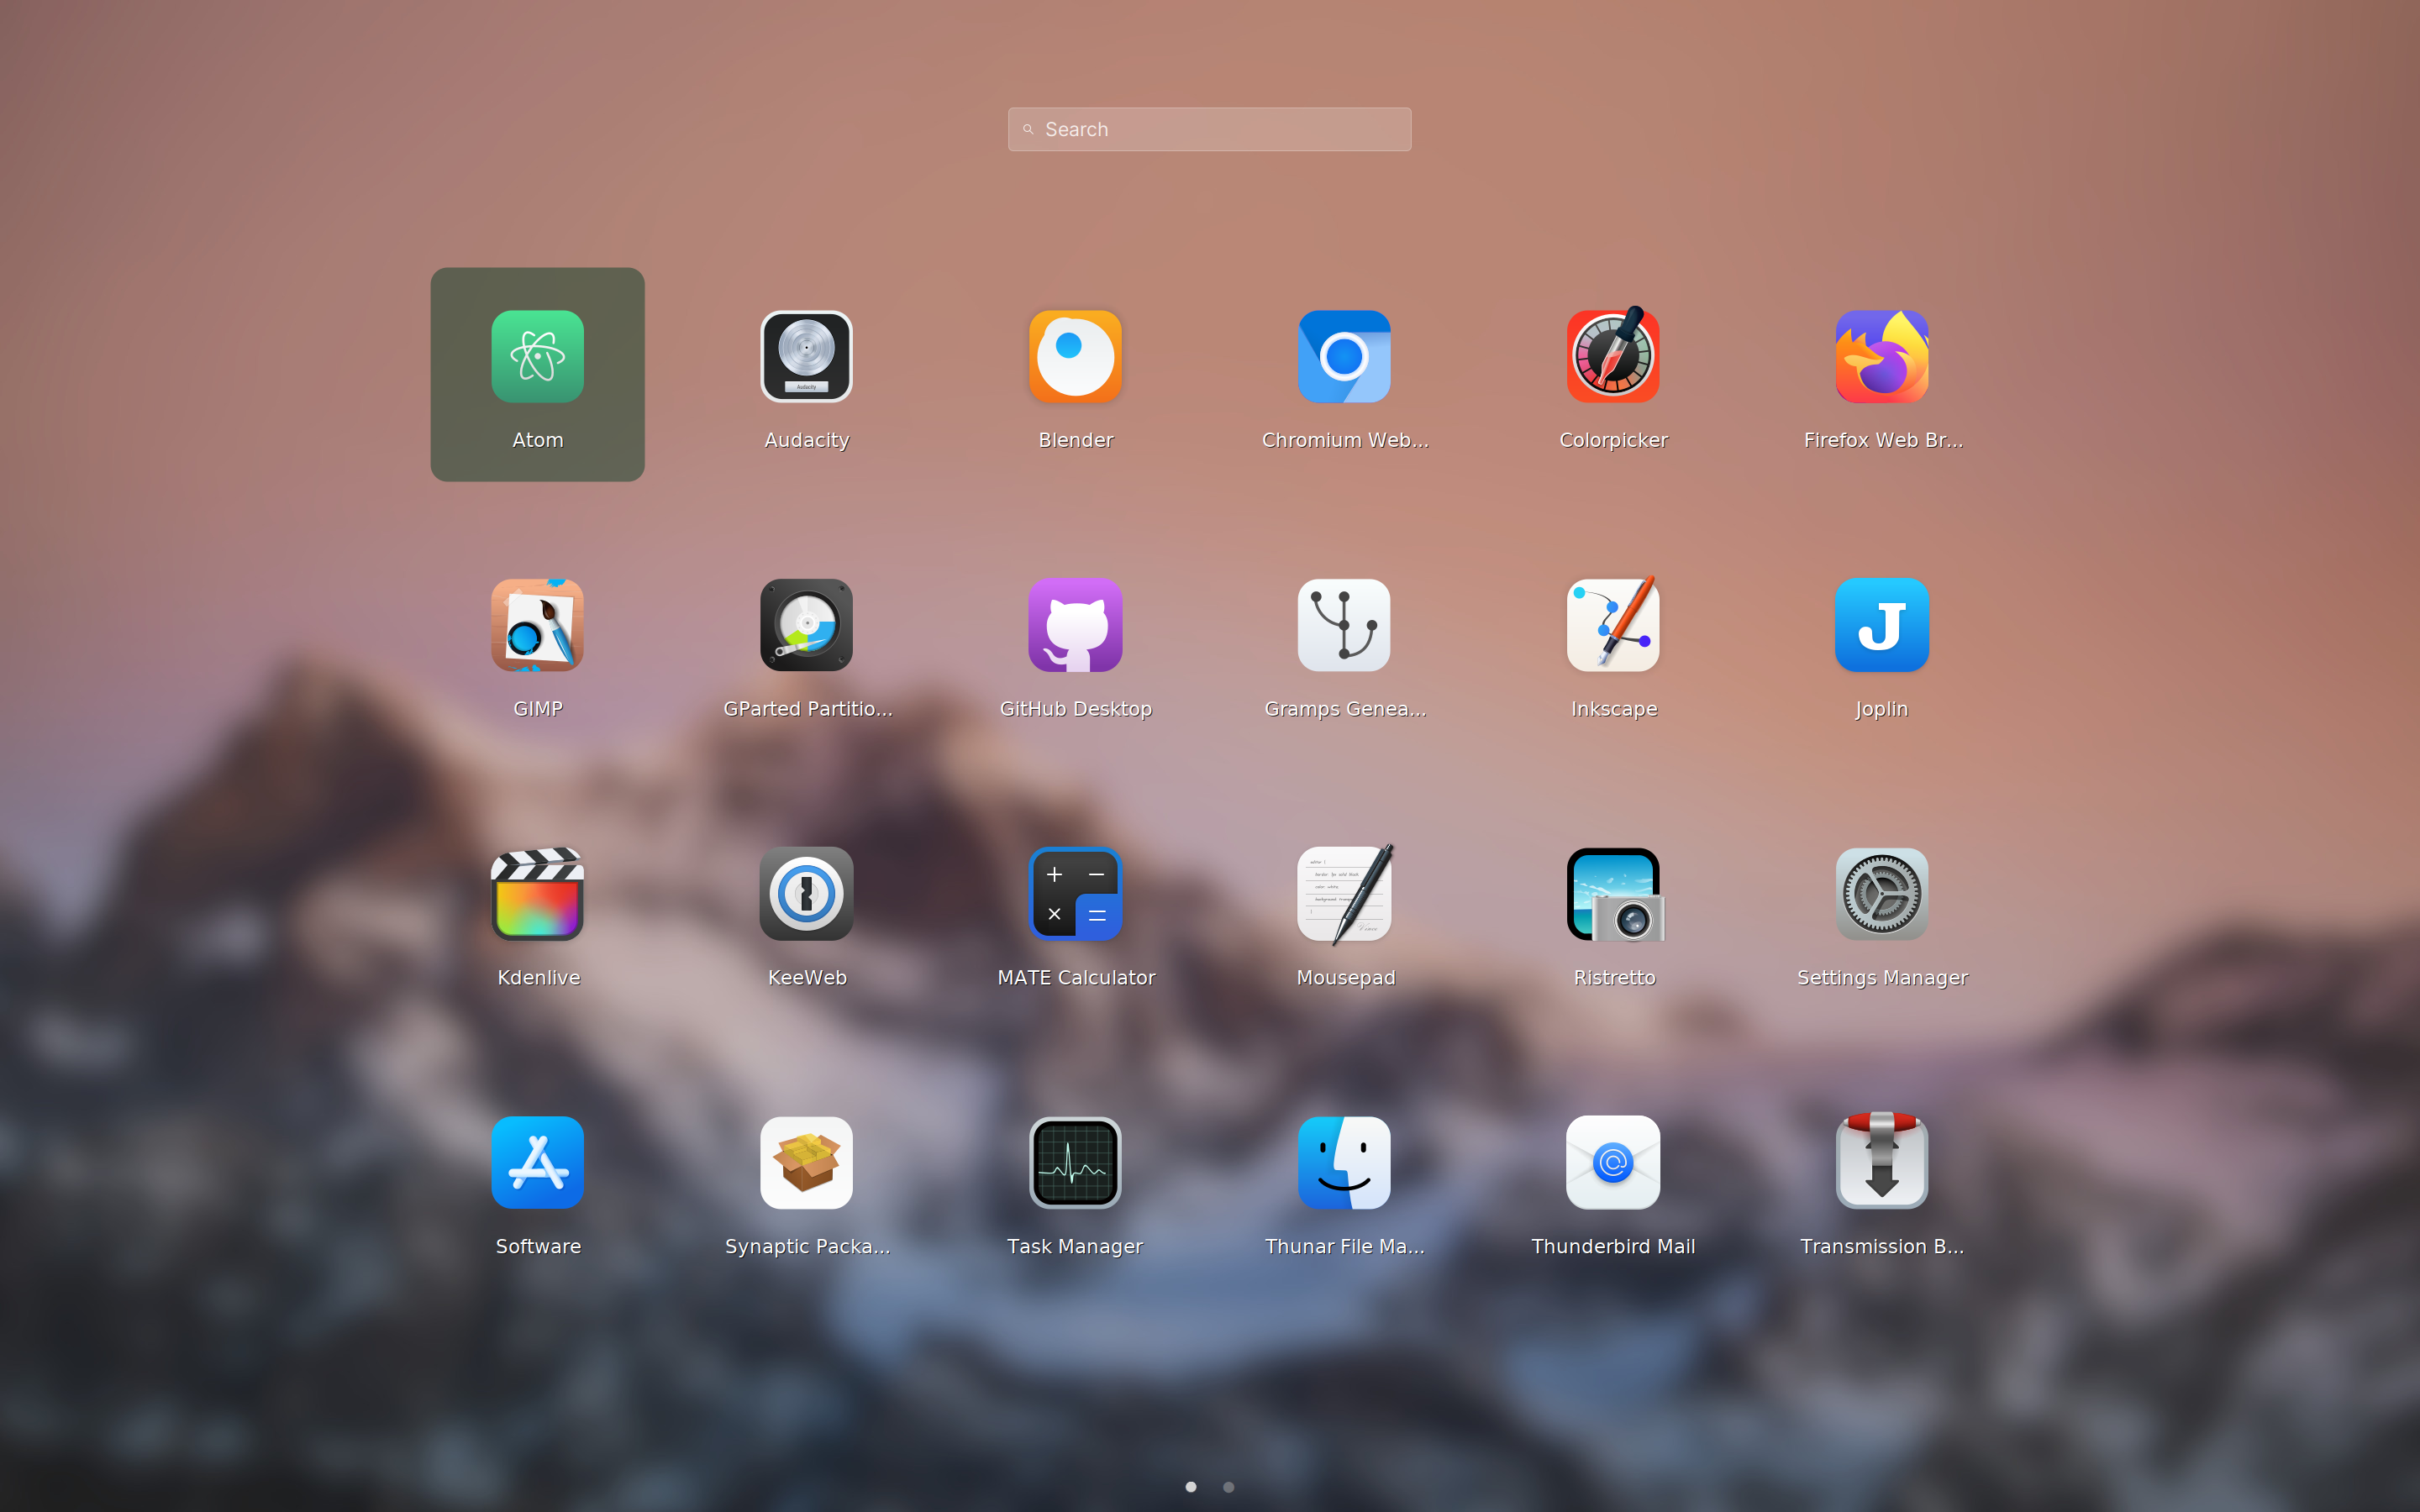 Search
Atom
Audacity
Audacity
Blender
Chromium Web...
Colorpicker
Firefox Web Br...
GIMP
GParted Partitio...
GitHub Desktop
Gramps Genea...
Inkscape
J
Joplin
Kdenlive
KeeWeb
MATE Calculator
Mousepad
Ristretto
Settings Manager
Software
Synaptic Packa...
Task Manager
Thunar File Ma...
@
Thunderbird Mail
Transmission B...